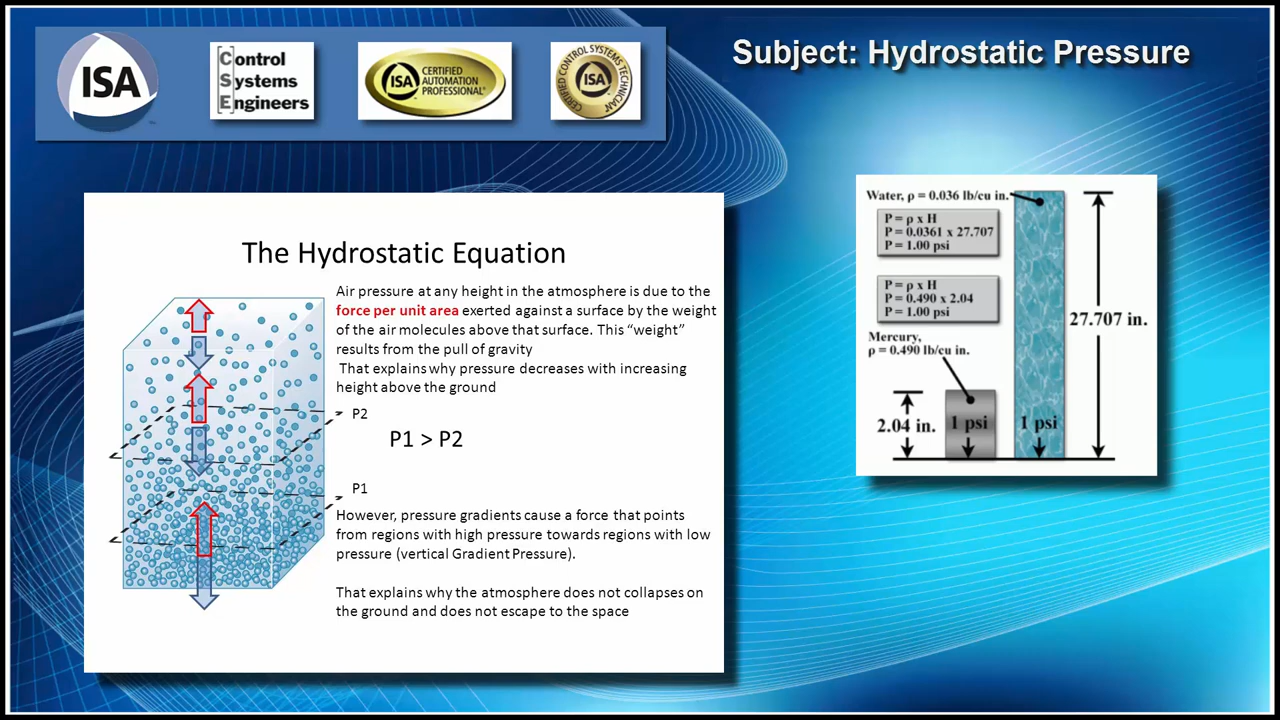 ISA
[C]ontrol
Systems
Engineers
ISA CERTIFIED
AUTOMATION
PROFESSIONAL®
CERTIFIED CONTROL SYSTEMS TECHNICIAN
ISA
Subject: Hydrostatic Pressure
The Hydrostatic Equation
Air pressure at any height in the atmosphere is due to the
force per unit area exerted against a surface by the weight
of the air molecules above that surface. This “weight”
results from the pull of gravity
That explains why pressure decreases with increasing
height above the ground
P2
P1 > P2
P1
However, pressure gradients cause a force that points
from regions with high pressure towards regions with low
pressure (vertical Gradient Pressure).
That explains why the atmosphere does not collapses on
the ground and does not escape to the space
Water, ρ = 0.036 lb/cu in.
P = ρ x H
P = 0.0361 x 27.707
P = 1.00 psi
P = ρ x H
P = 0.490 x 2.04
P = 1.00 psi
Mercury,
ρ = 0.490 lb/cu in.
27.707 in.
2.04 in.
1 psi
1 psi